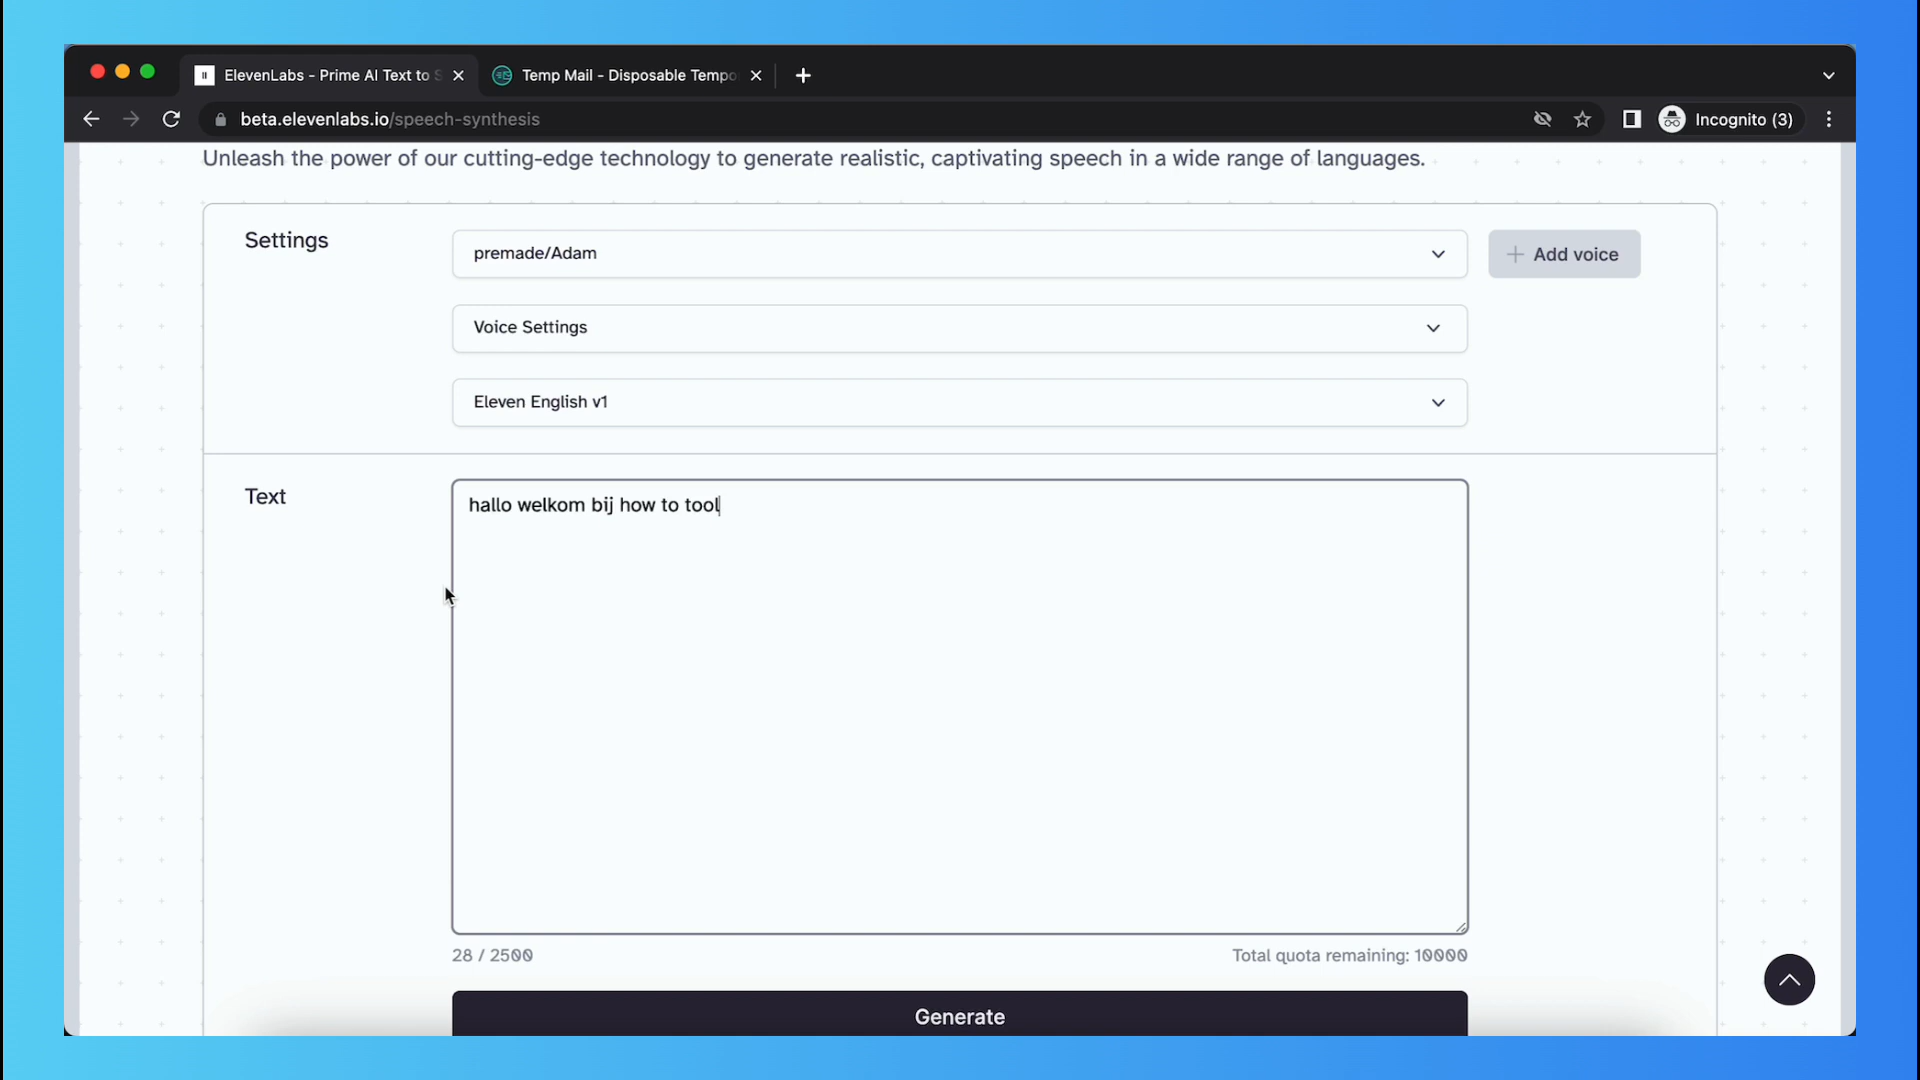 ElevenLabs - Prime AI Text to S
Temp Mail - Disposable Tempo
beta.elevenlabs.io/speech-synthesis
Incognito (3)
Unleash the power of our cutting-edge technology to generate realistic, captivating speech in a wide range of languages.
Settings
premade/Adam
+ Add voice
Voice Settings
Eleven English v1
Text
hallo welkom bij how to tool
28 / 2500
Total quota remaining: 10000
Generate